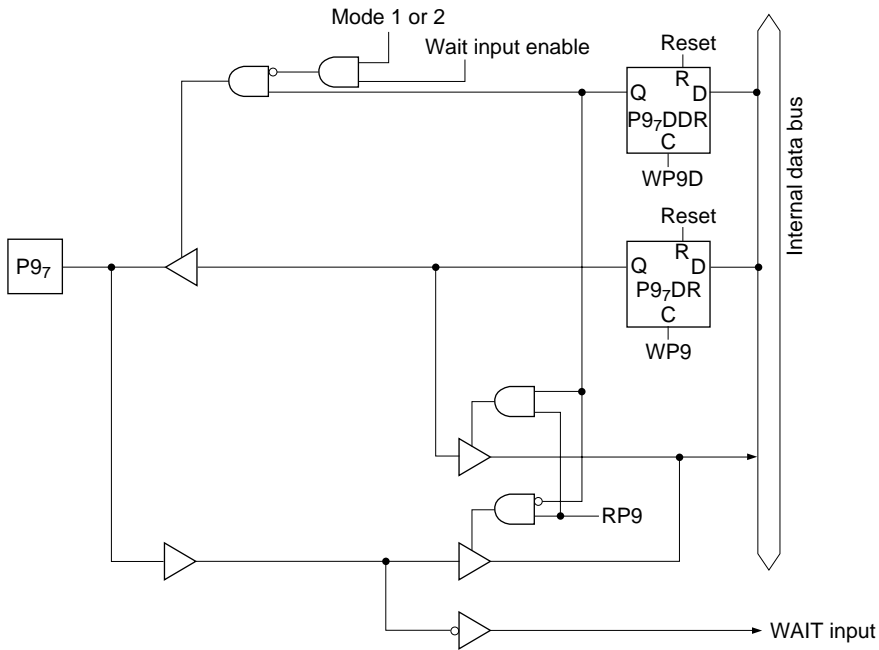 Mode 1 or 2
Wait input enable
Reset
R
Q
D
P9₇DDR
C
WP9D
Internal data bus
Reset
R
Q
D
P9₇
P9₇DR
C
WP9
RP9
WAIT input